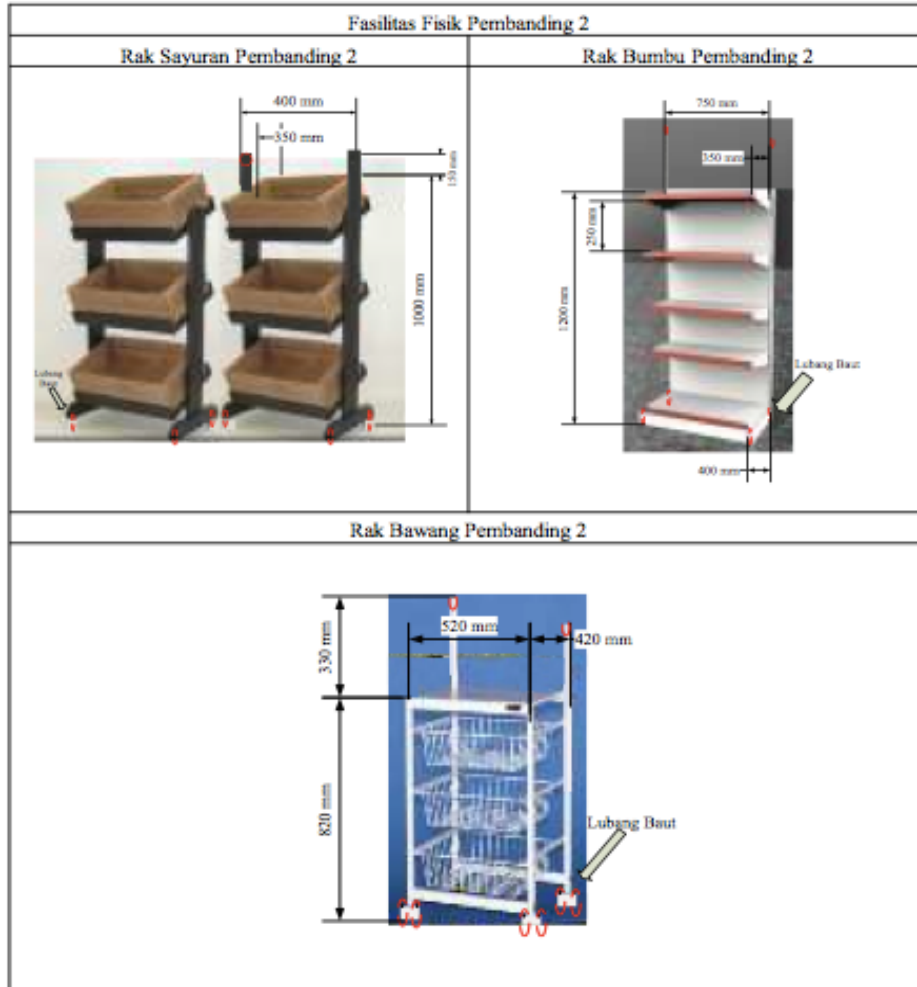 Fasilitas Fisik Pembanding 2
Rak Sayuran Pembanding 2
Rak Bumbu Pembanding 2
400 mm
350 mm
150 mm
1000 mm
Lubang
Baut
750 mm
350 mm
250 mm
1200 mm
Lubang Baut
400 mm
Rak Bawang Pembanding 2
520 mm
420 mm
330 mm
820 mm
Lubang Baut